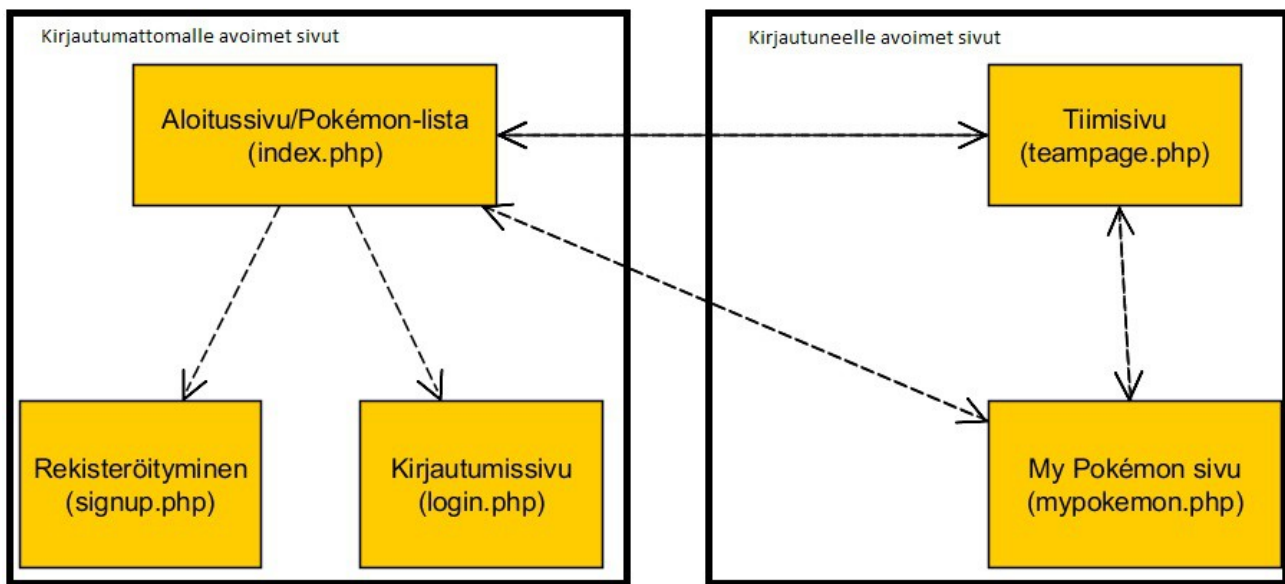 Kirjautumattomalle avoimet sivut
Aloitussivu/Pokémon-lista
(index.php)
Rekisteröityminen
(signup.php)
Kirjautumissivu
(login.php)
Kirjautuneelle avoimet sivut
Tiimisivu
(teampage.php)
My Pokémon sivu
(mypokemon.php)